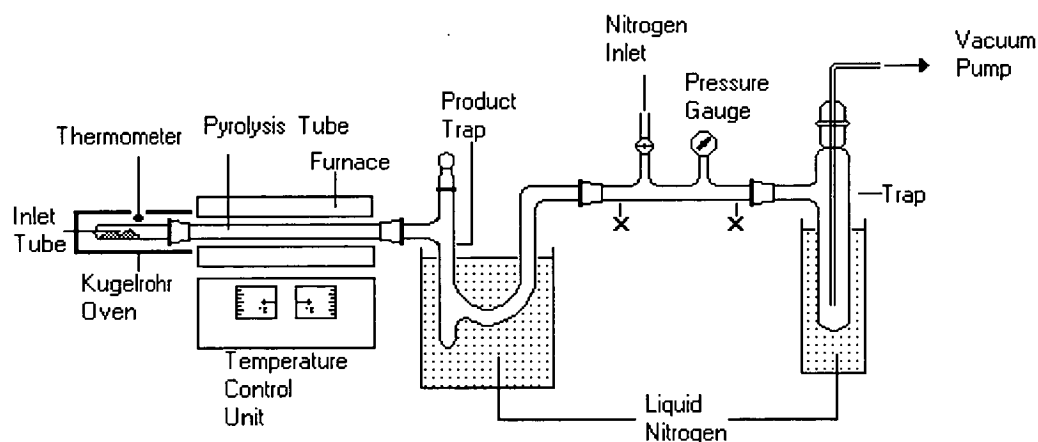 Nitrogen
Inlet
Vacuum
Pump
Pressure
Gauge
Product
Trap
Thermometer
Pyrolysis Tube
Furnace
Inlet
Tube
Trap
Kugelrohr
Oven
Temperature
Control
Unit
Liquid
Nitrogen